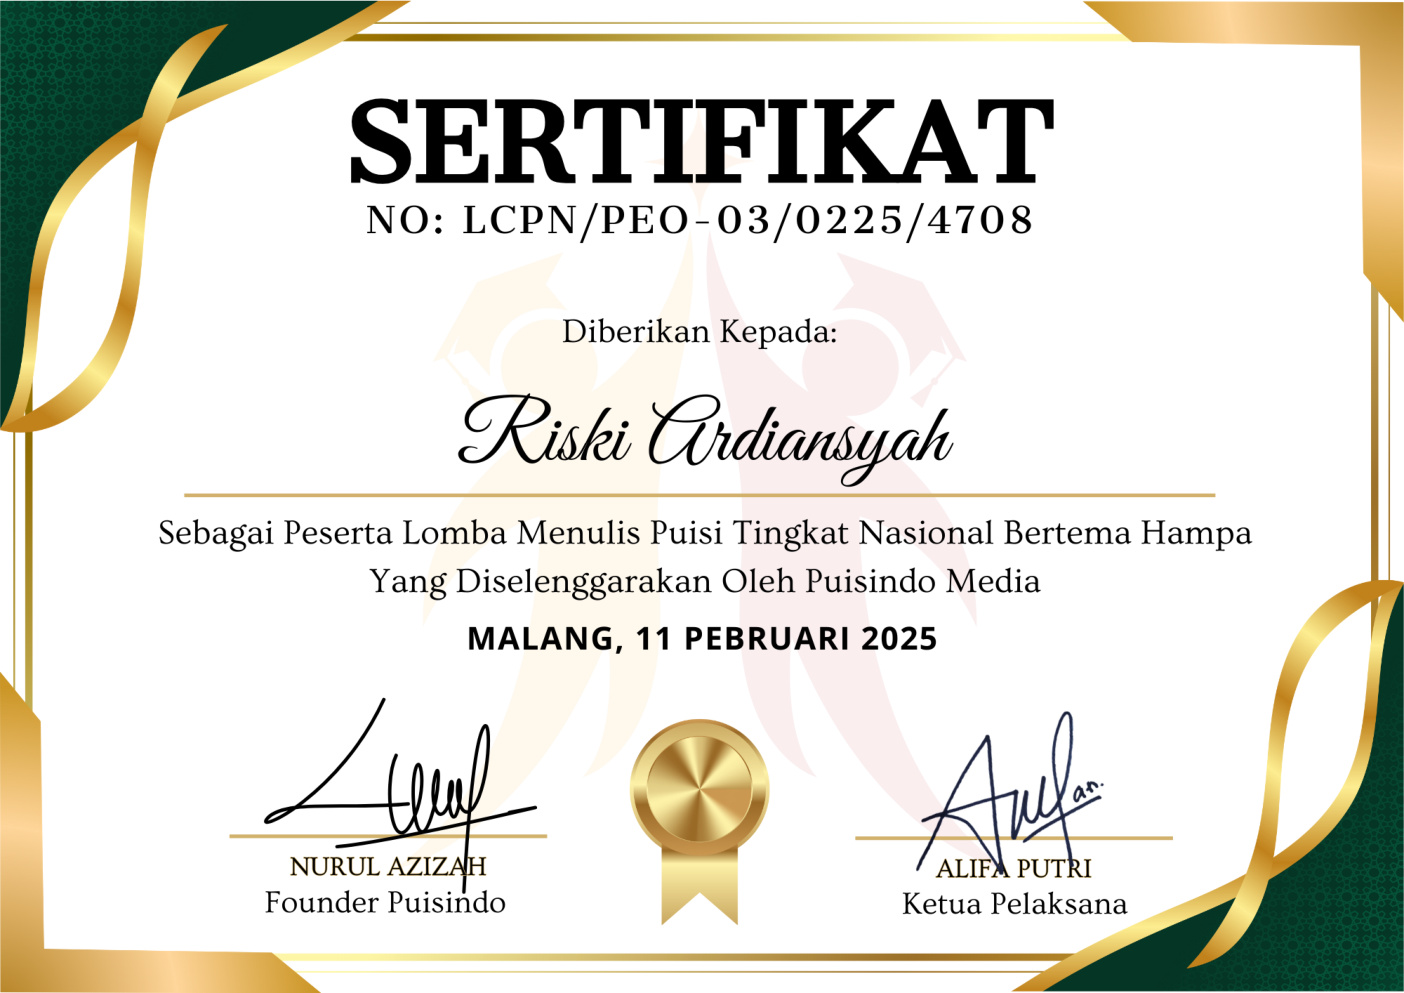 SERTIFIKAT
NO: LCPN/PEO-03/0225/4708
Diberikan Kepada:
Riski Ardiansyah
Sebagai Peserta Lomba Menulis Puisi Tingkat Nasional Bertema Hampa
Yang Diselenggarakan Oleh Puisindo Media
MALANG, 11 PEBRUARI 2025
an.
NURUL AZIZAH
Founder Puisindo
ALIFA PUTRI
Ketua Pelaksana